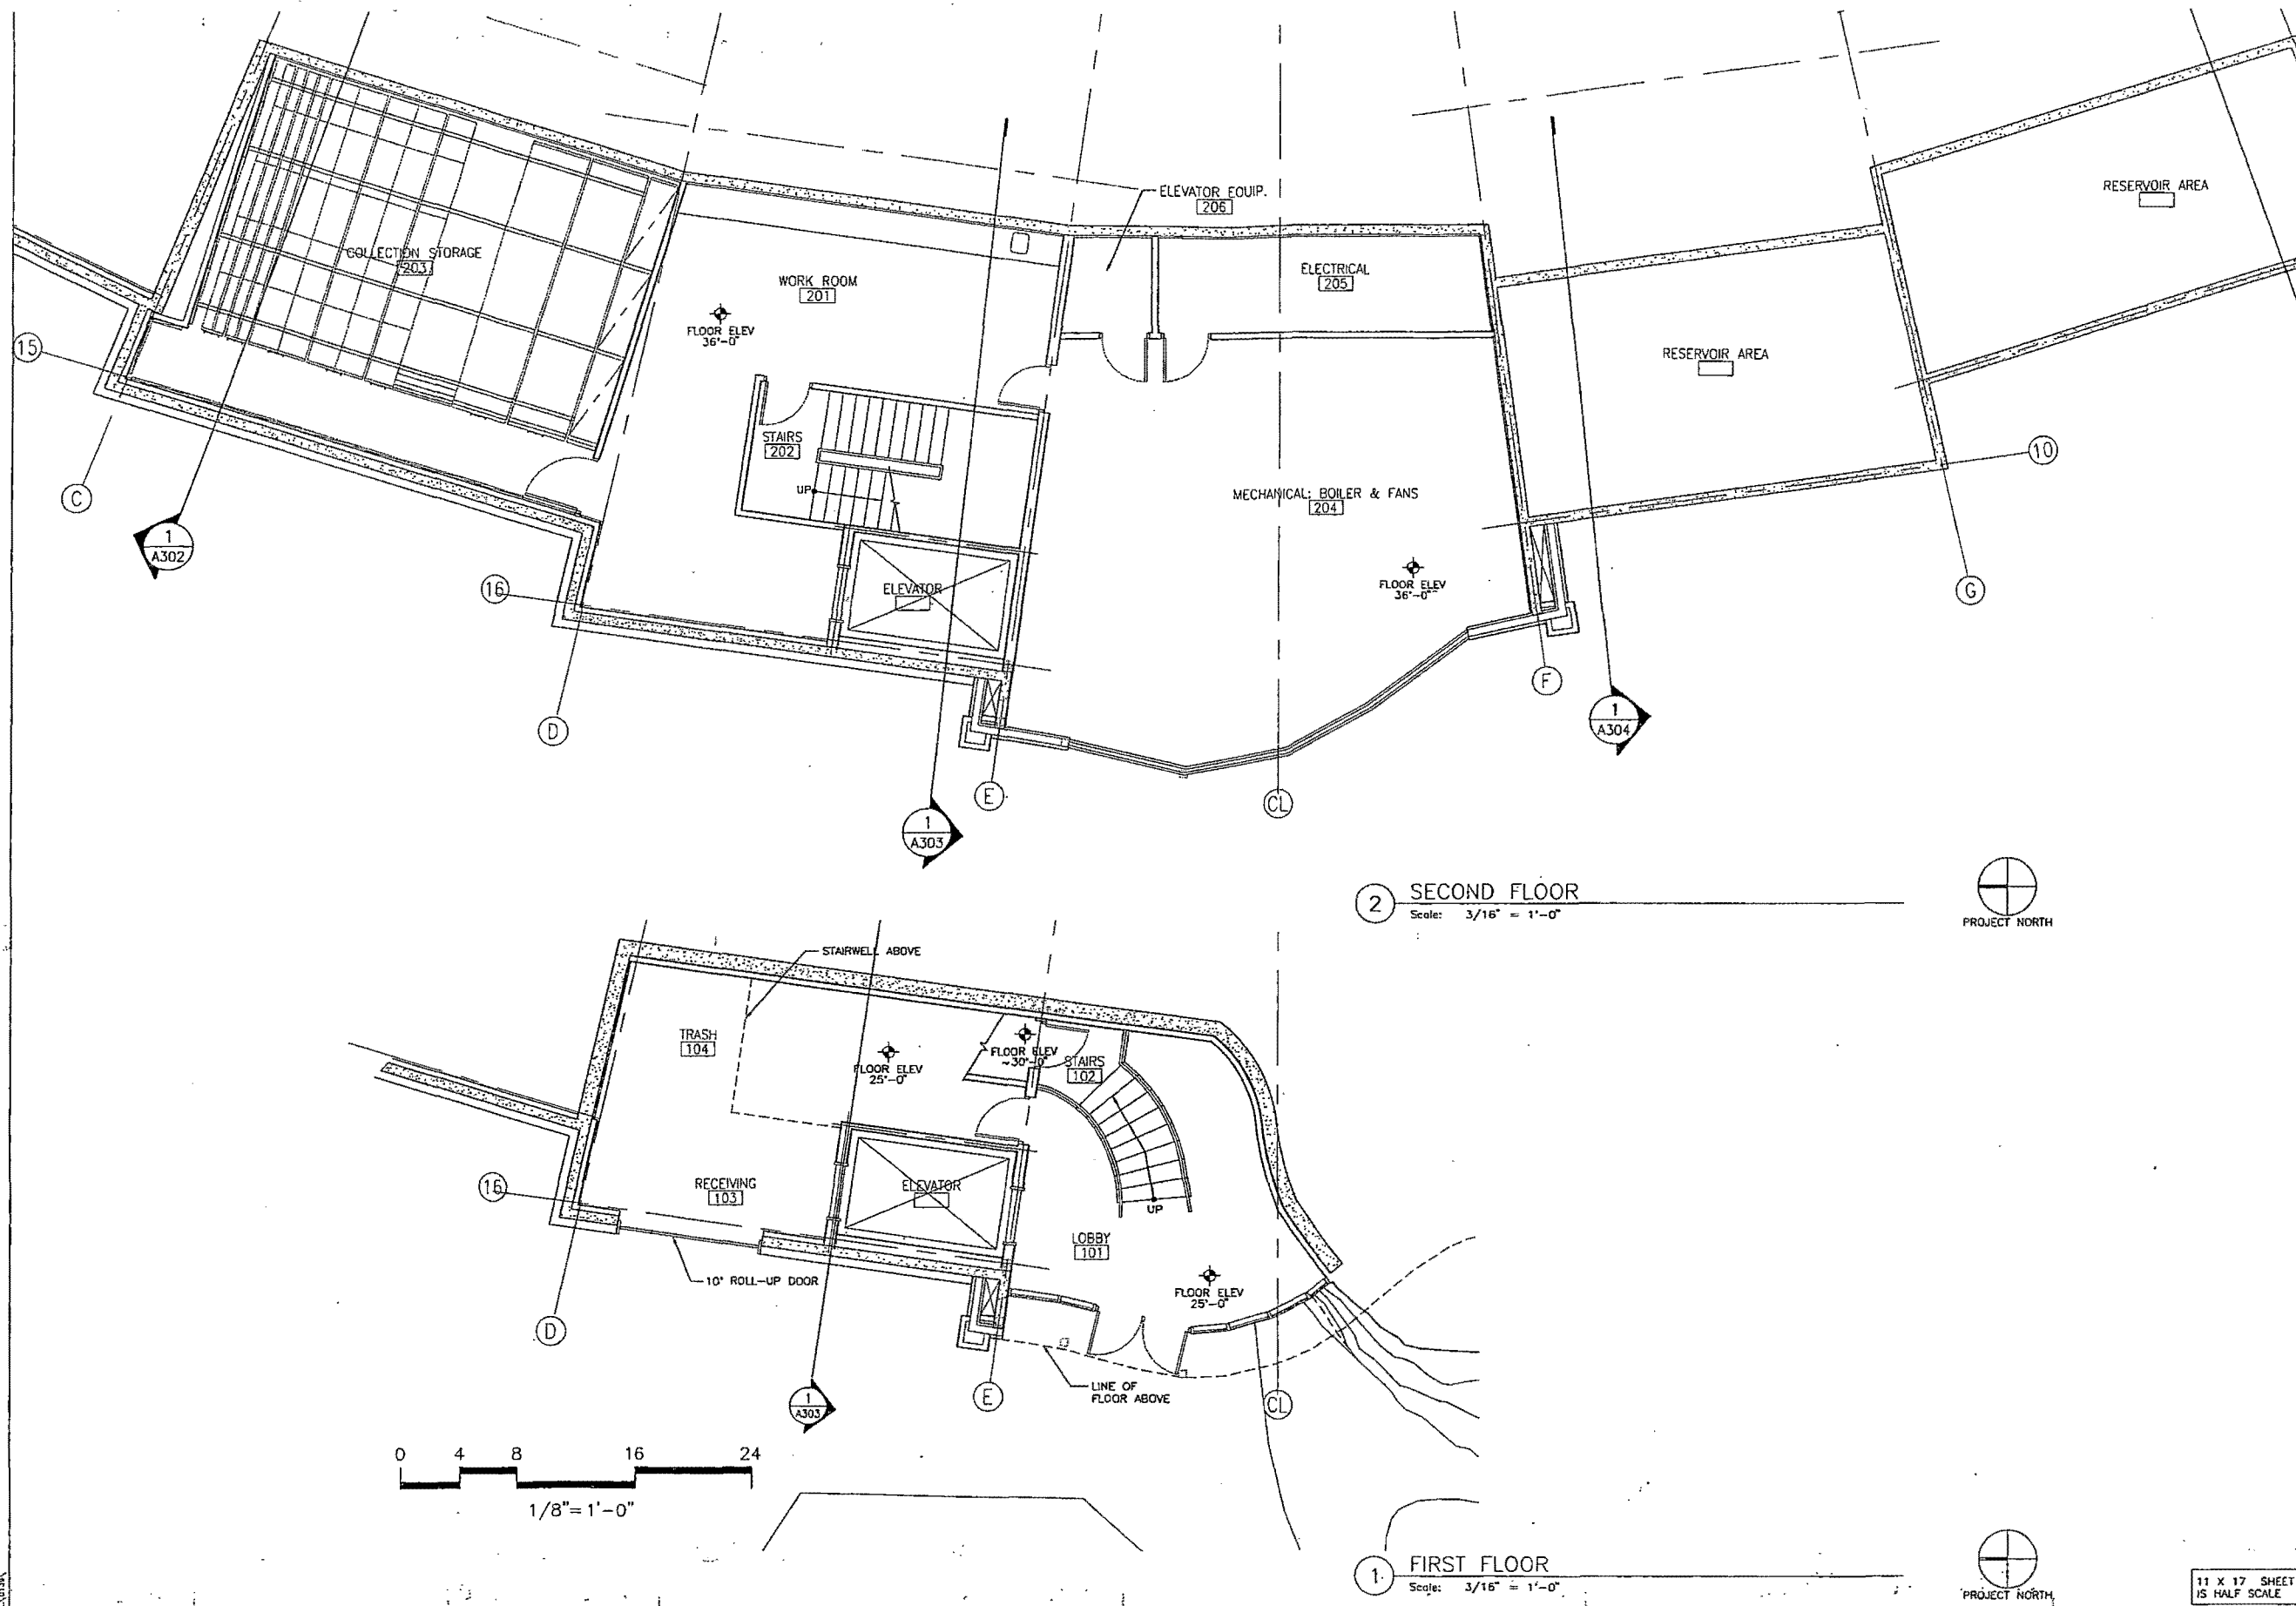 ELEVATOR EQUIP.
206
RESERVOIR AREA
COLLECTION STORAGE
203
WORK ROOM
201
ELECTRICAL
205
FLOOR ELEV
36'-0"
RESERVOIR AREA
15
STAIRS
202
UP
10
C
MECHANICAL: BOILER & FANS
204
1
A302
16
ELEVATOR
FLOOR ELEV
36'-0"
G
D
F
1
A304
E
CL
1
A303
2
SECOND FLOOR
Scale: 3/16" = 1'-0"
PROJECT NORTH
STAIRWELL ABOVE
TRASH
104
FLOOR ELEV
25'-0"
FLOOR ELEV
~30'-0"
STAIRS
102
16
RECEIVING
103
ELEVATOR
UP
LOBBY
101
10' ROLL-UP DOOR
FLOOR ELEV
25'-0"
D
E
LINE OF
FLOOR ABOVE
CL
1
A303
0 4 8 16 24
1/8"=1'-0"
1
FIRST FLOOR
Scale: 3/16" = 1'-0"
PROJECT NORTH
11 X 17 SHEET
IS HALF SCALE